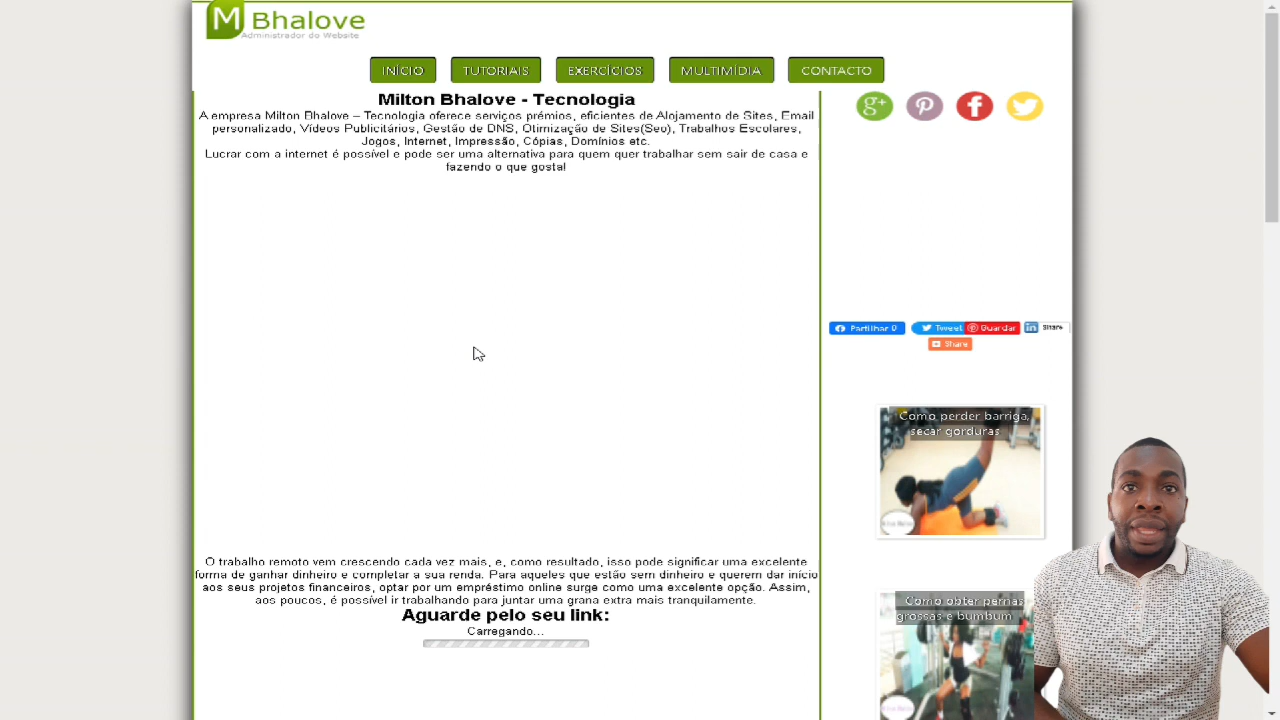 M Bhalove
Administrador do Website
INÍCIO TUTORIAIS EXERCÍCIOS MULTIMÍDIA CONTACTO
Milton Bhalove - Tecnologia
A empresa Milton Bhalove – Tecnologia oferece serviços prémios, eficientes de Alojamento de Sites, Email
personalizado, Vídeos Publicitários, Gestão de DNS, Otimização de Sites(Seo), Trabalhos Escolares,
Jogos, Internet, Impressão, Cópias, Domínios etc.
Lucrar com a internet é possível e pode ser uma alternativa para quem quer trabalhar sem sair de casa e
fazendo o que gosta!
g+
Partilhar 0 Tweet Guardar in Share
Share
Como perder barriga,
secar gorduras
O trabalho remoto vem crescendo cada vez mais, e, como resultado, isso pode significar uma excelente
forma de ganhar dinheiro e completar a sua renda. Para aqueles que estão sem dinheiro e querem dar início
aos seus projetos financeiros, optar por um empréstimo online surge como uma excelente opção. Assim,
aos poucos, é possível ir trabalhando para juntar uma grana extra mais tranquilamente.
Aguarde pelo seu link:
Carregando...
Como obter pernas
grossas e bumbum